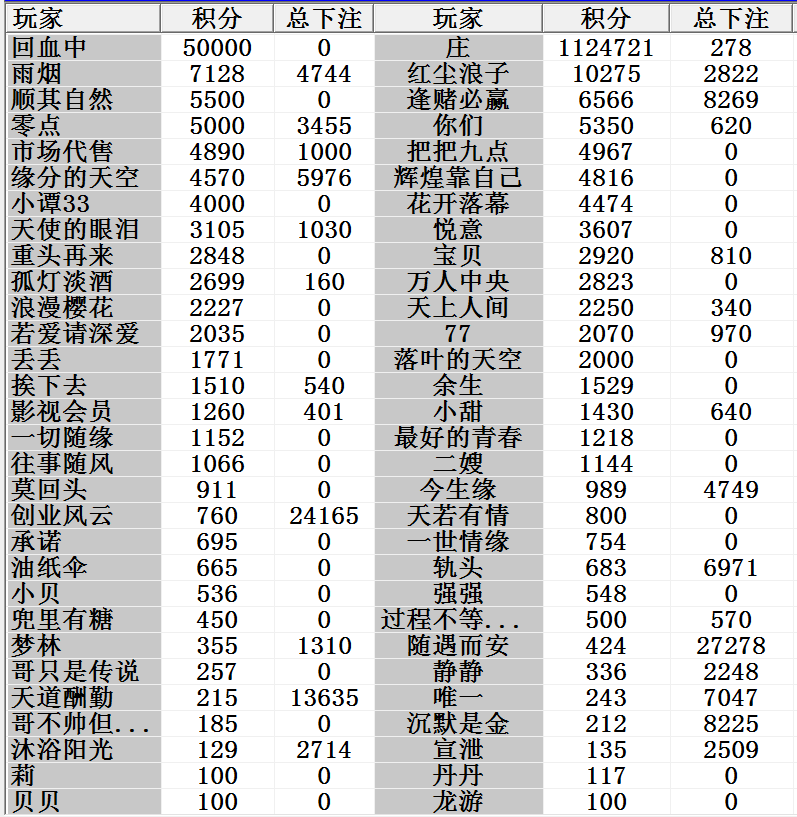 玩家 积分 总下注 玩家 积分 总下注
回血中 50000 0 庄 1124721 278
雨烟 7128 4744 红尘浪子 10275 2822
顺其自然 5500 0 逢赌必赢 6566 8269
零点 5000 3455 你们 5350 620
市场代售 4890 1000 把把九点 4967 0
缘分的天空 4570 5976 辉煌靠自己 4816 0
小谭33 4000 0 花开落幕 4474 0
天使的眼泪 3105 1030 悦意 3607 0
重头再来 2848 0 宝贝 2920 810
孤灯淡酒 2699 160 万人中央 2823 0
浪漫樱花 2227 0 天上人间 2250 340
若爱请深爱 2035 0 77 2070 970
丢丢 1771 0 落叶的天空 2000 0
挨下去 1510 540 余生 1529 0
影视会员 1260 401 小甜 1430 640
一切随缘 1152 0 最好的青春 1218 0
往事随风 1066 0 二嫂 1144 0
莫回头 911 0 今生缘 989 4749
创业风云 760 24165 天若有情 800 0
承诺 695 0 一世情缘 754 0
油纸伞 665 0 轨头 683 6971
小贝 536 0 强强 548 0
兜里有糖 450 0 过程不等... 500 570
梦林 355 1310 随遇而安 424 27278
哥只是传说 257 0 静静 336 2248
天道酬勤 215 13635 唯一 243 7047
哥不帅但... 185 0 沉默是金 212 8225
沐浴阳光 129 2714 宣泄 135 2509
莉 100 0 丹丹 117 0
贝贝 100 0 龙游 100 0